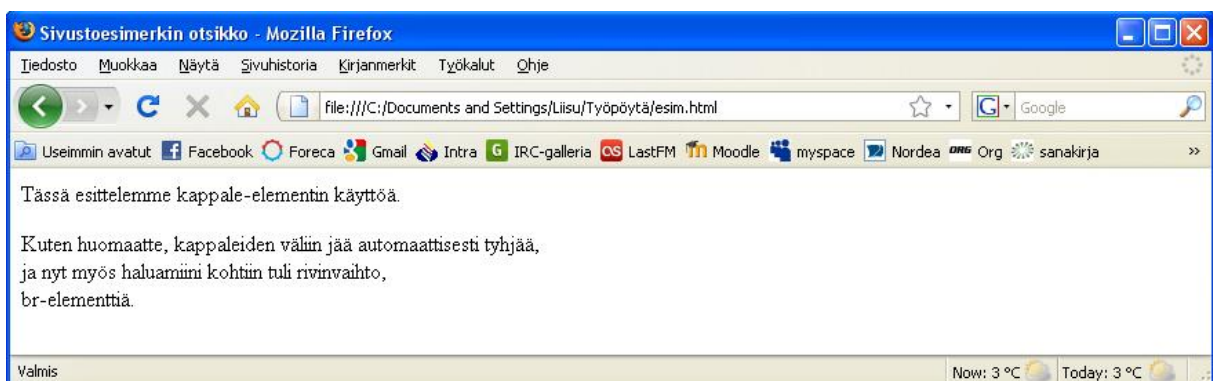 Sivustoesimerkin otsikko - Mozilla Firefox
Tiedosto Muokkaa Näytä Sivuhistoria Kirjanmerkit Työkalut Ohje
file:///C:/Documents and Settings/Liisu/Työpöytä/esim.html G Google
Useimmin avatut Facebook Foreca Gmail Intra G IRC-galleria OS LastFM Moodle myspace Nordea ORG Org sanakirja »
Tässä esittelemme kappale-elementin käyttöä.
Kuten huomaatte, kappaleiden väliin jää automaattisesti tyhjää,
ja nyt myös haluamiini kohtiin tuli rivinvaihto,
br-elementtiä.
Valmis Now: 3 °C Today: 3 °C